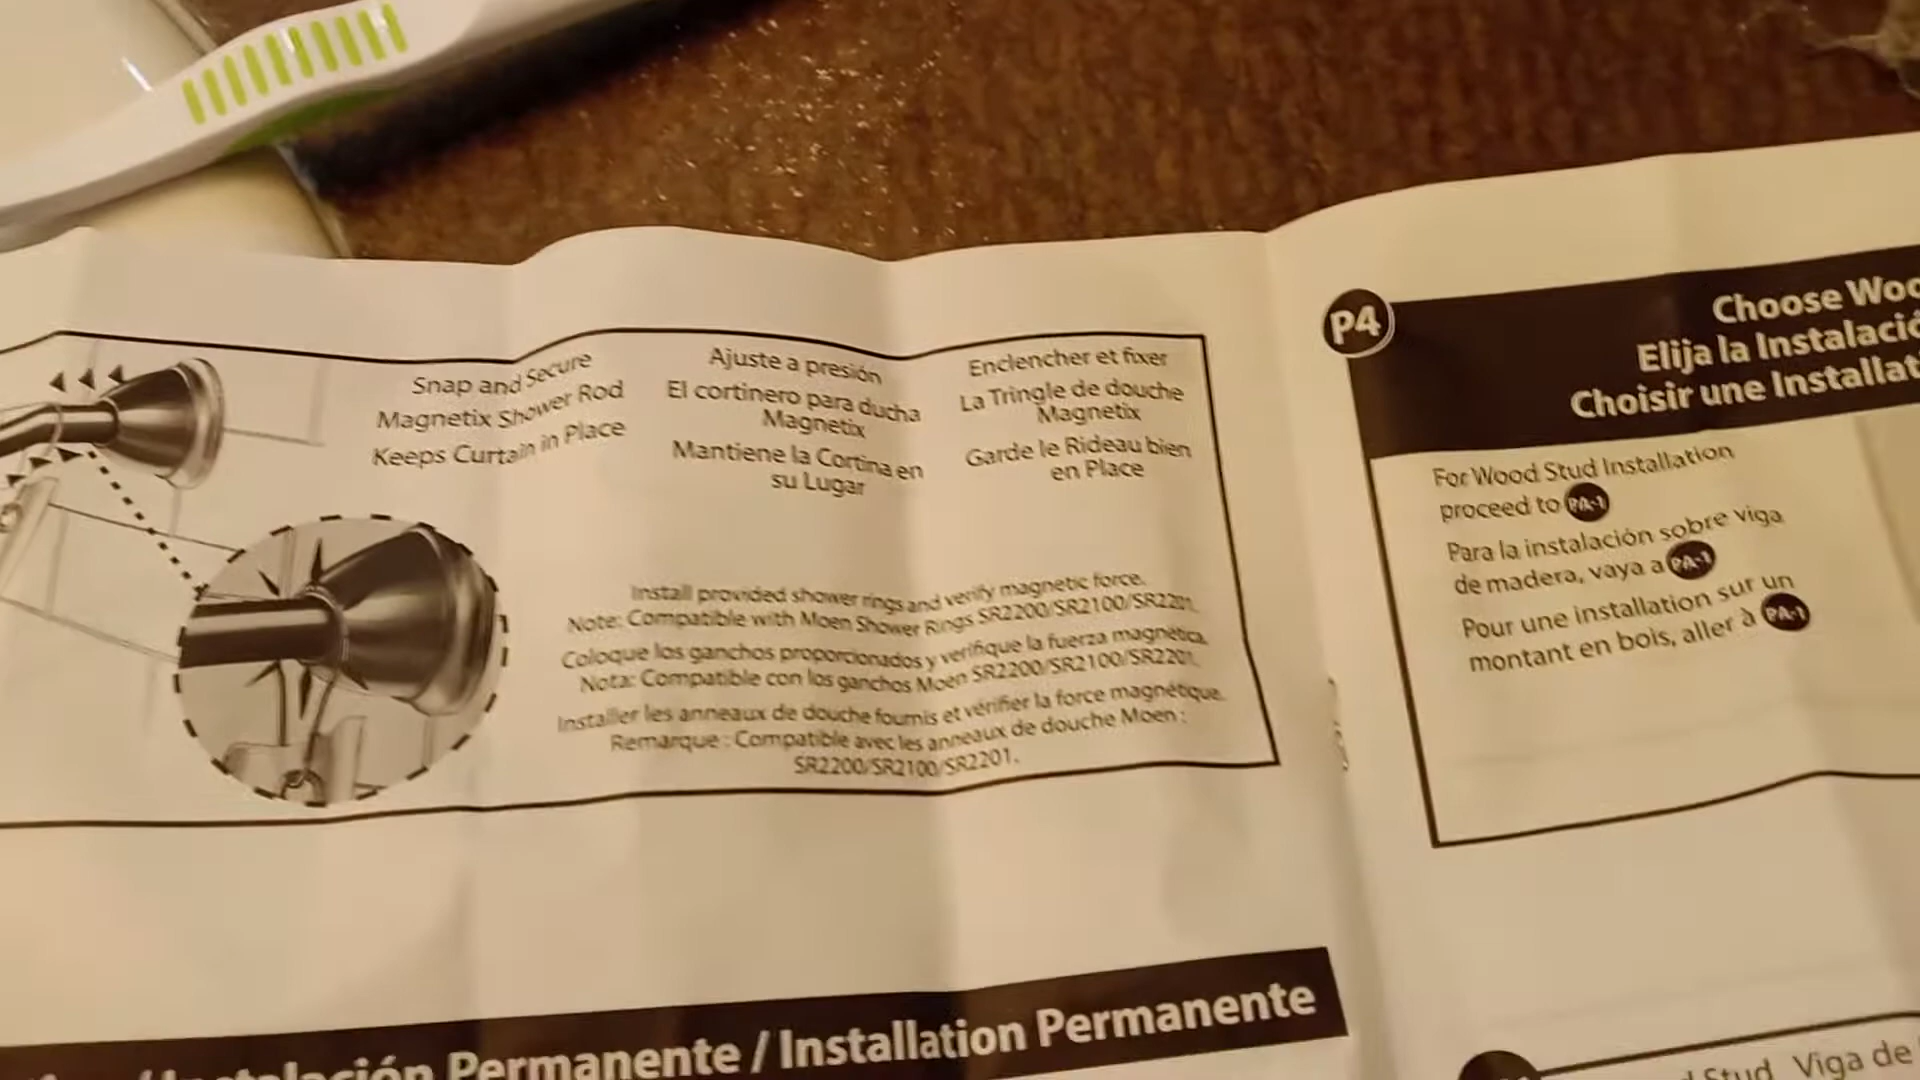 Snap and Secure
Magnetix Shower Rod
Keeps Curtain in Place
Ajuste a presión
El cortinero para ducha
Magnetix
Mantiene la Cortina en
su Lugar
Enclencher et fixer
La Tringle de douche
Magnetix
Garde le Rideau bien
en Place
Install provided shower rings and verify magnetic force.
Note: Compatible with Moen Shower Rings SR2200/SR2100/SR2201.
Coloque los ganchos proporcionados y verifique la fuerza magnética.
Nota: Compatible con los ganchos Moen SR2200/SR2100/SR2201.
Installer les anneaux de douche fournis et vérifier la force magnétique.
Remarque : Compatible avec les anneaux de douche Moen :
SR2200/SR2100/SR2201.
Permanente / Installation Permanente
P4
Choose
Elija la
Choisir une
For Wood Stud Installation
proceed to PA-1
Para la instalación sobre viga
de madera, vaya a PA-1
Pour une installation sur un
montant en bois, aller à PA-1
Stud Viga de